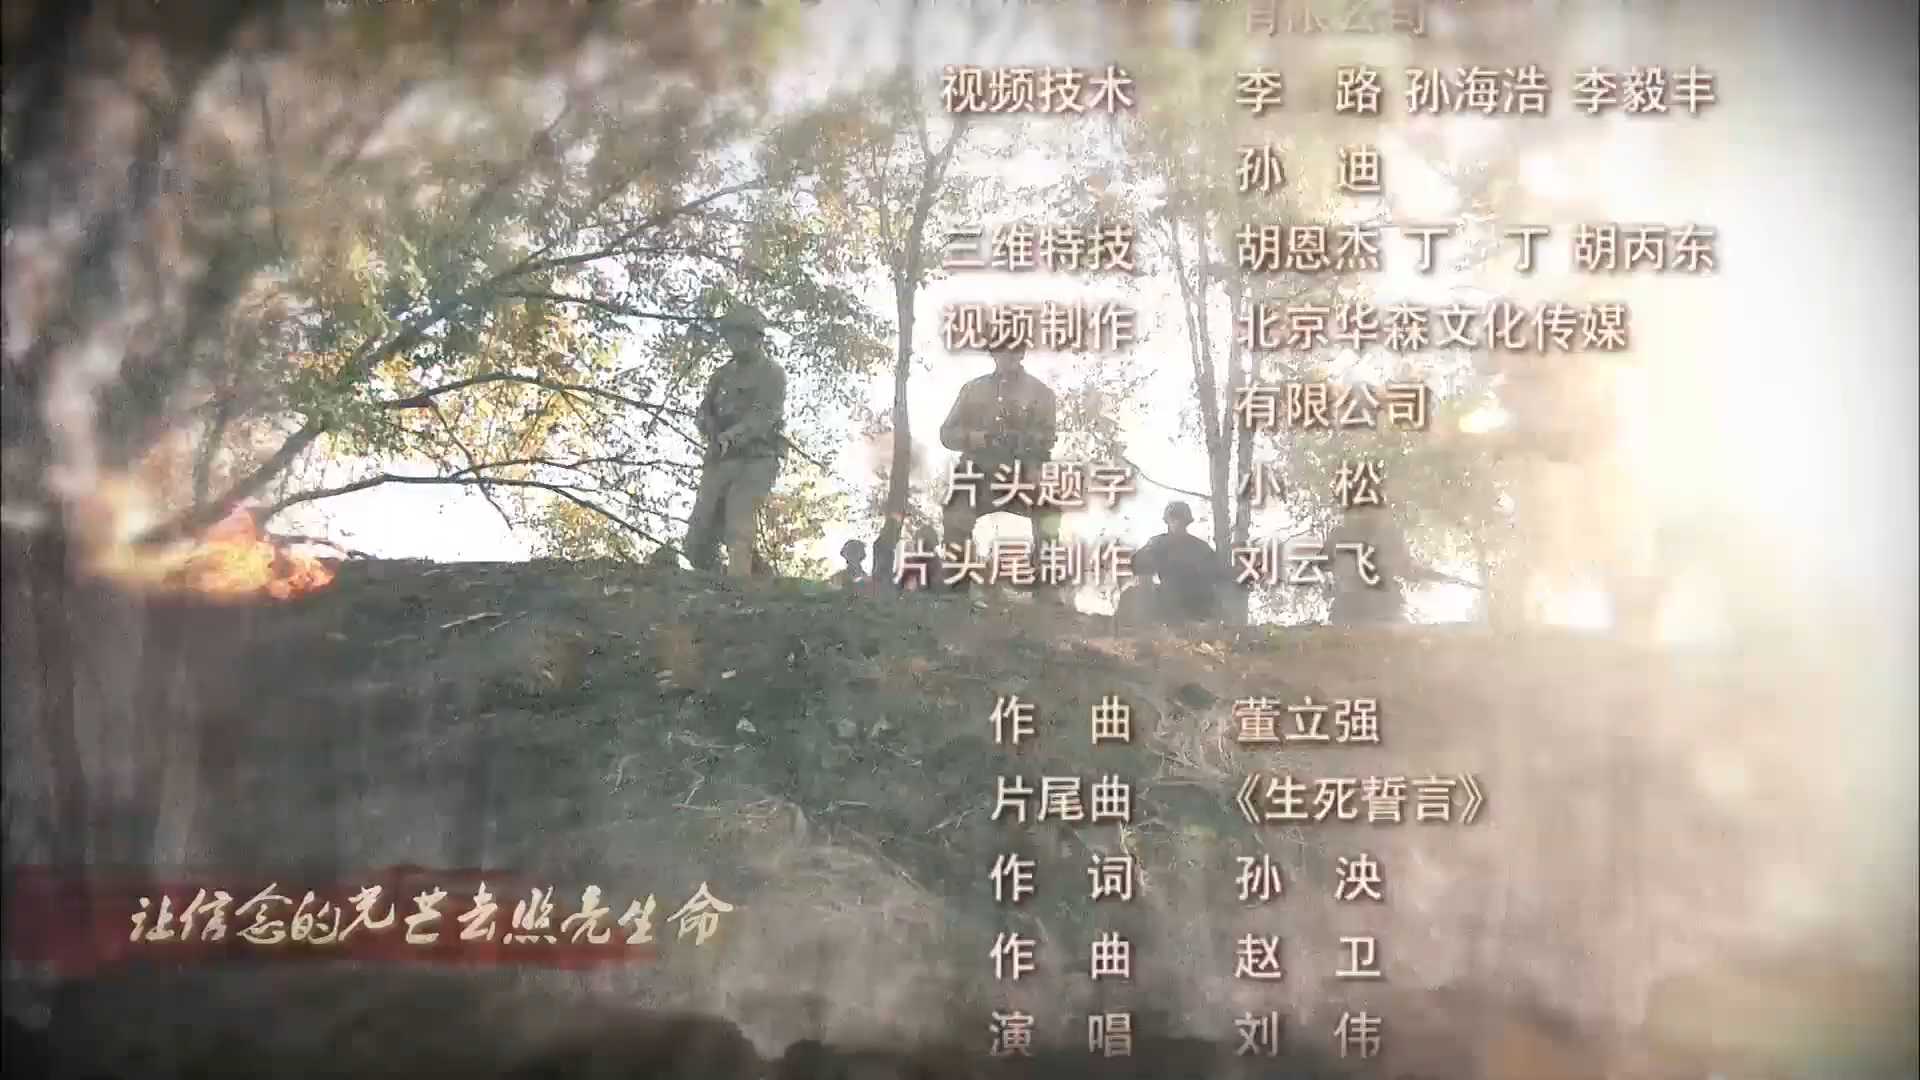 有限公司
视频技术 李 路 孙海浩 李毅丰
孙 迪
三维特技 胡恩杰 丁 丁 胡丙东
视频制作 北京华森文化传媒
有限公司
片头题字 小 松
片头尾制作 刘云飞
作 曲 董立强
片尾曲 《生死誓言》
作 词 孙 泱
作 曲 赵 卫
演 唱 刘 伟
让信念的光芒去照亮生命